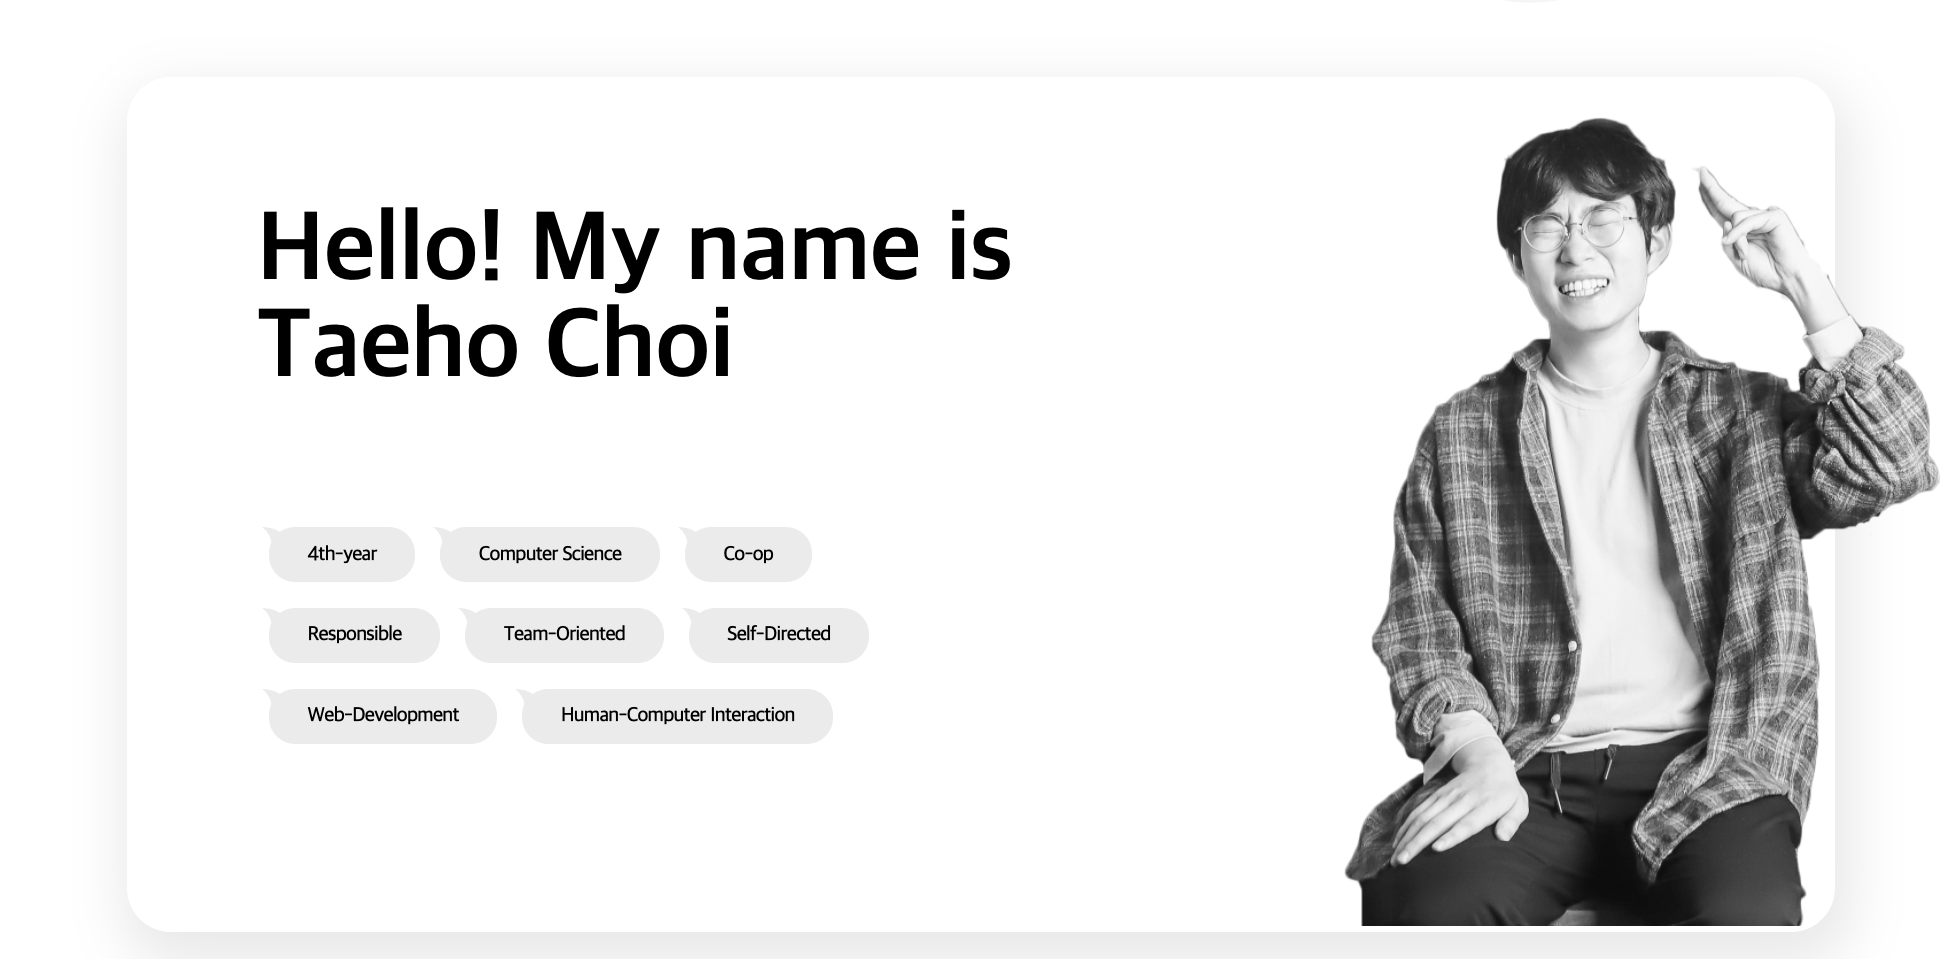 Hello! My name is
Taeho Choi
4th-year Computer Science Co-op
Responsible Team-Oriented Self-Directed
Web-Development Human-Computer Interaction